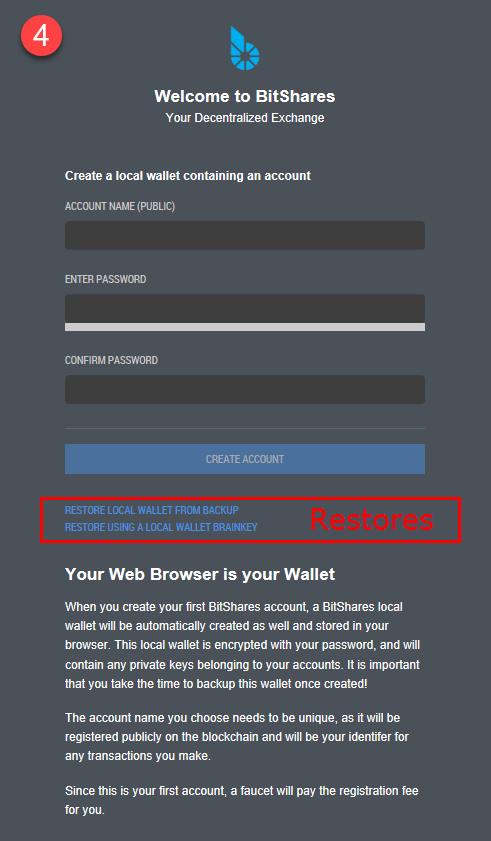 4
Welcome to BitShares
Your Decentralized Exchange
Create a local wallet containing an account
ACCOUNT NAME (PUBLIC)
ENTER PASSWORD
CONFIRM PASSWORD
CREATE ACCOUNT
RESTORE LOCAL WALLET FROM BACKUP
RESTORE USING A LOCAL WALLET BRAINKEY
Restores
Your Web Browser is your Wallet
When you create your first BitShares account, a BitShares local
wallet will be automatically created as well and stored in your
browser. This local wallet is encrypted with your password, and will
contain any private keys belonging to your accounts. It is important
that you take the time to backup this wallet once created!
The account name you choose needs to be unique, as it will be
registered publicly on the blockchain and will be your identifer for
any transactions you make.
Since this is your first account, a faucet will pay the registration fee
for you.